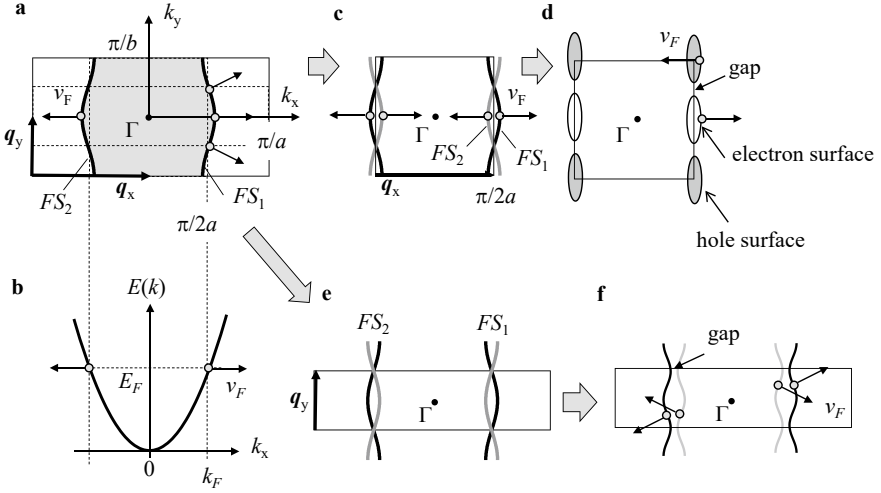 a
k_y
π/b
v_F
Γ
k_x
π/a
q_y
q_x
FS_2
FS_1
π/2a
b
E(k)
E_F
v_F
0
k_F
k_x
c
Γ
v_F
FS_2
FS_1
q_x
π/2a
d
v_F
gap
Γ
electron surface
hole surface
e
FS_2
FS_1
q_y
Γ
f
gap
Γ
v_F